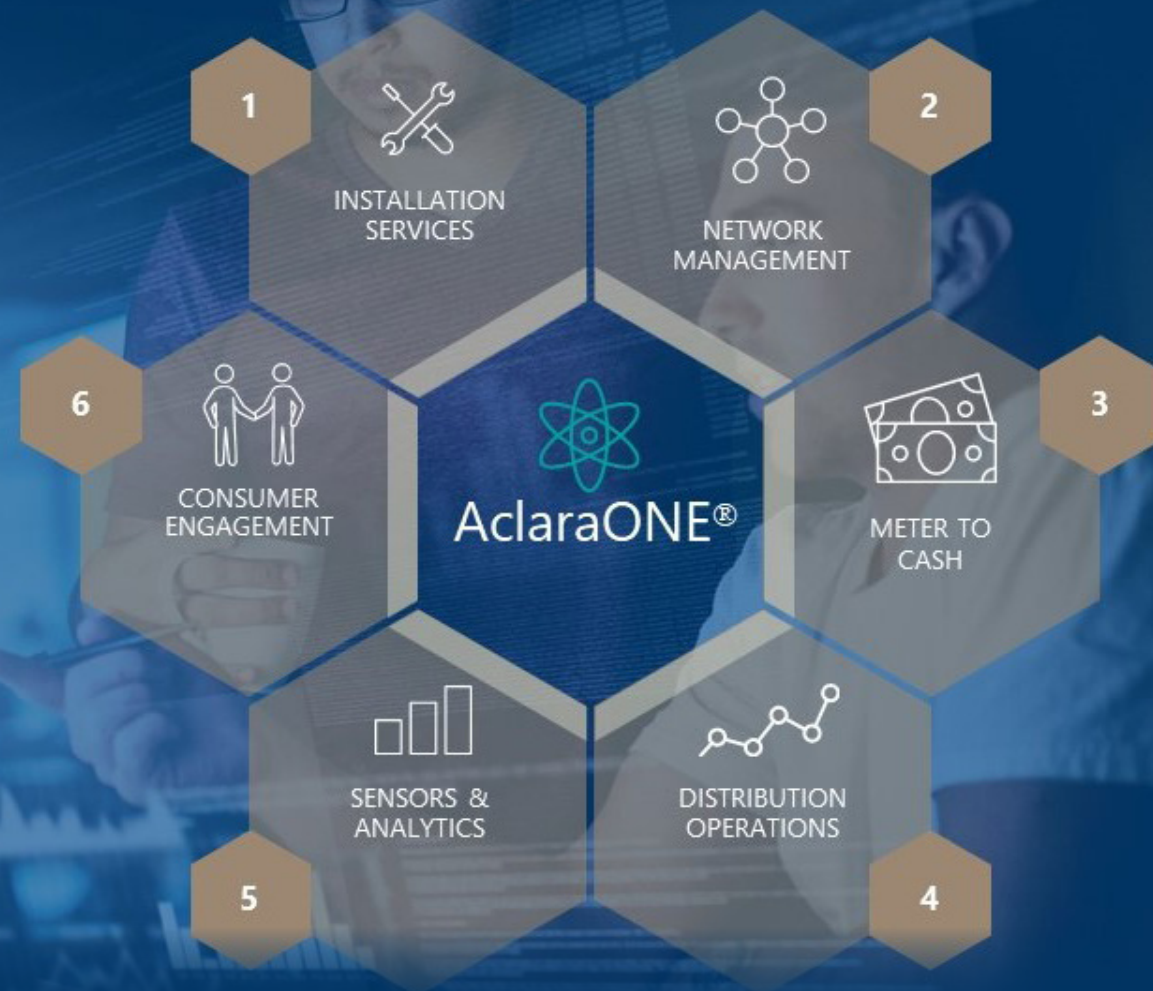 1
INSTALLATION
SERVICES
2
NETWORK
MANAGEMENT
3
METER TO
CASH
4
DISTRIBUTION
OPERATIONS
5
SENSORS &
ANALYTICS
6
CONSUMER
ENGAGEMENT
AclaraONE®